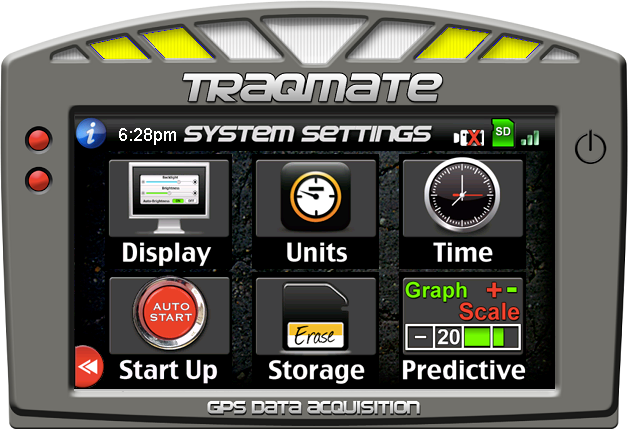 TRAQMATE
6:28pm SYSTEM SETTINGS SD
Backlight
Brightness
Auto Brightness ON OFF
Display
Units
Time
AUTO
START
Start Up
Erase
Storage
Graph + -
Scale
- 20
Predictive
GPS DATA ACQUISITION